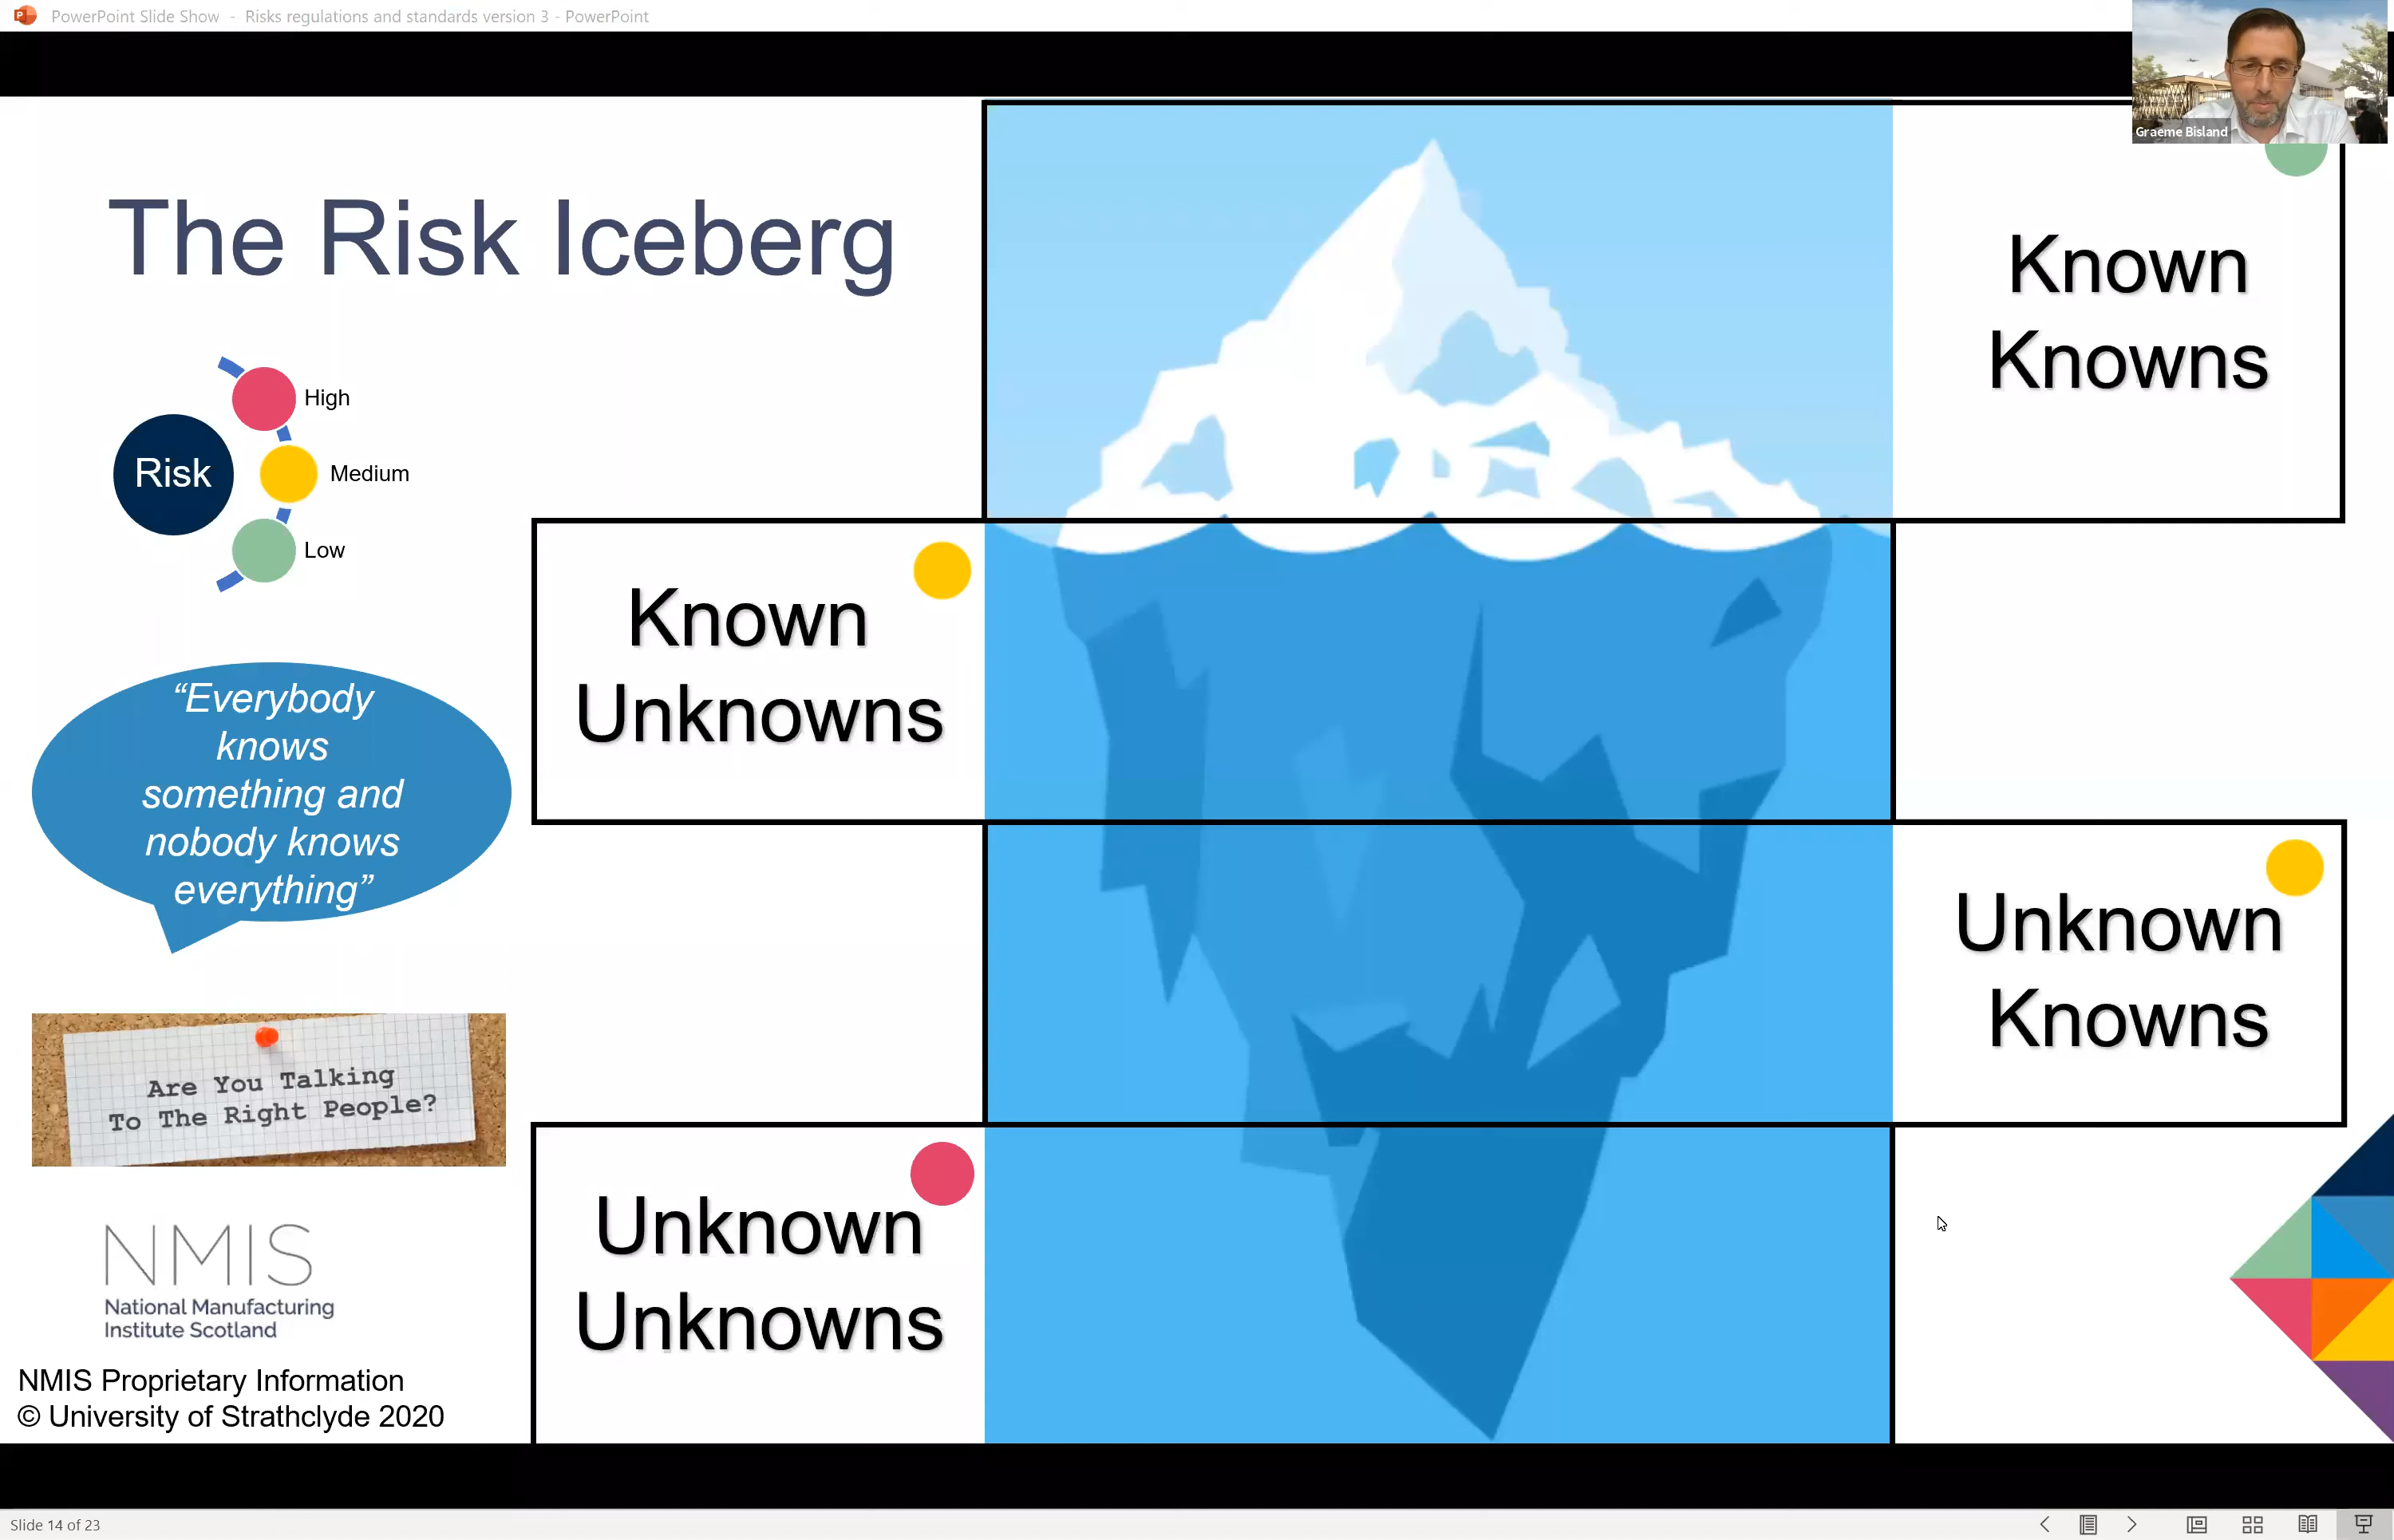 PowerPoint Slide Show - Risks regulations and standards version 3 - PowerPoint
Graeme Bisland
The Risk Iceberg
Known
Knowns
Risk
High
Medium
Low
Known
Unknowns
“Everybody
knows
something and
nobody knows
everything”
Unknown
Knowns
Are You Talking
To The Right People?
Unknown
Unknowns
NMIS
National Manufacturing
Institute Scotland
NMIS Proprietary Information
© University of Strathclyde 2020
Slide 14 of 23